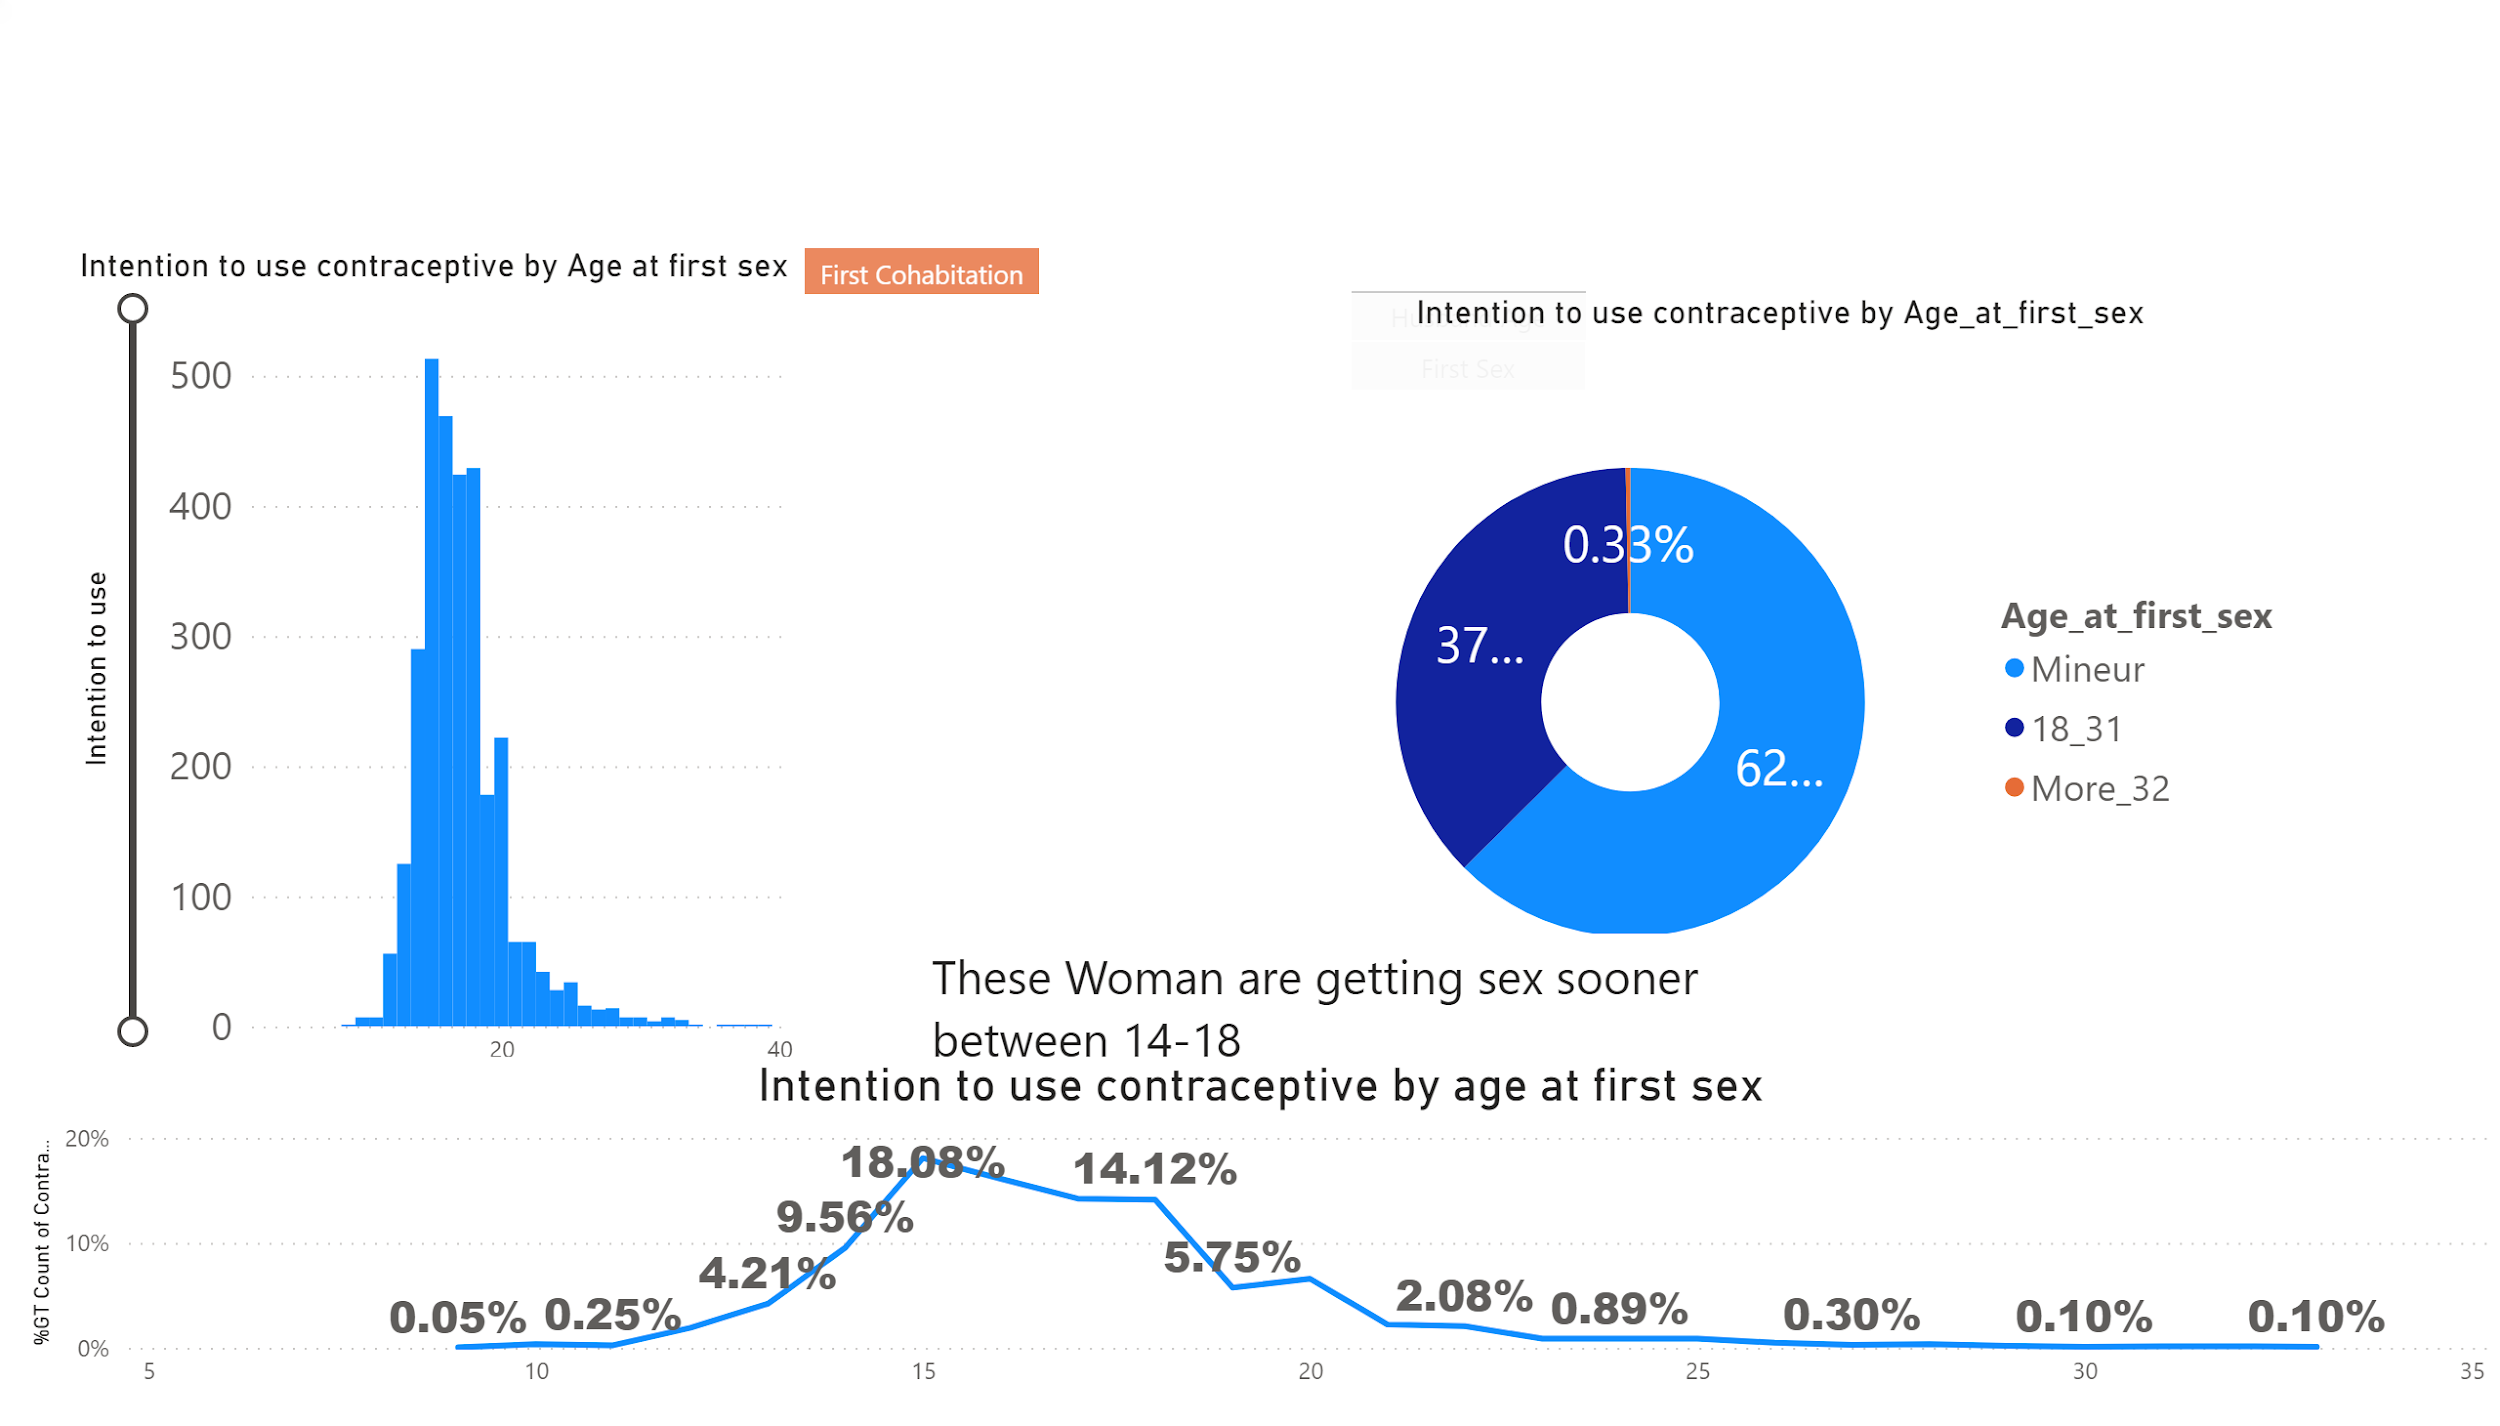 Intention to use contraceptive by Age at first sex
First Cohabitation
Intention to use
500
400
300
200
100
0
20
40
Intention to use contraceptive by Age_at_first_sex
First Sex
0.33%
37...
62...
Age_at_first_sex
Mineur
18_31
More_32
These Woman are getting sex sooner
between 14-18
Intention to use contraceptive by age at first sex
%GT Count of Contra...
20%
10%
0%
0.05%
0.25%
4.21%
9.56%
18.08%
14.12%
5.75%
2.08%
0.89%
0.30%
0.10%
0.10%
5
10
15
20
25
30
35